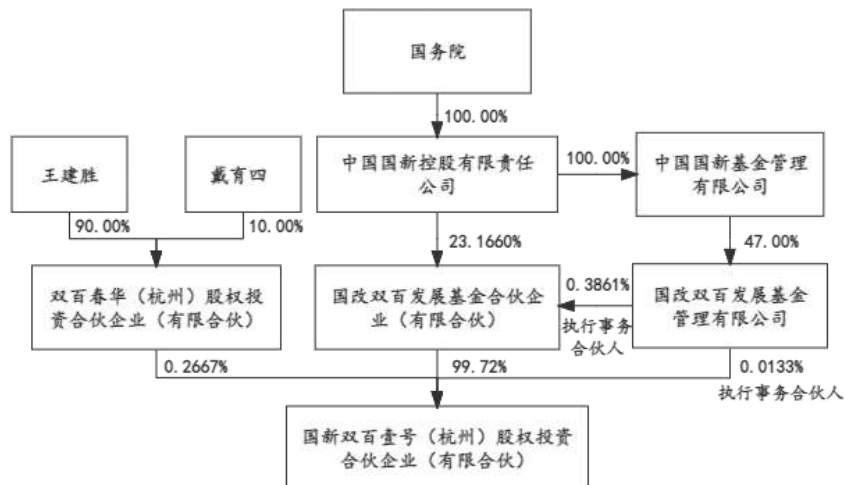 国务院
100.00%
王建胜
戴育四
中国国新控股有限责任
公司
100.00%
中国国新基金管理
有限公司
90.00%
10.00%
23.1660%
47.00%
双百春华（杭州）股权投
资合伙企业（有限合伙）
国改双百发展基金合伙企
业（有限合伙）
0.3861%
执行事务
合伙人
国改双百发展基金
管理有限公司
0.2667%
99.72%
0.0133%
执行事务合伙人
国新双百壹号（杭州）股权投资
合伙企业（有限合伙）